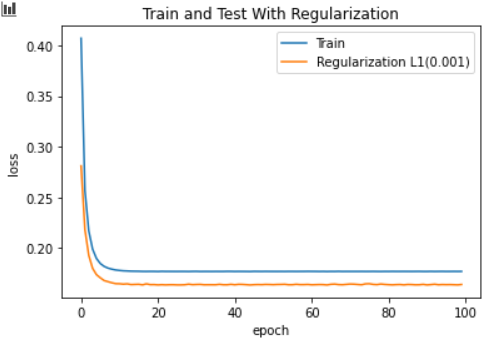 Train and Test With Regularization
Train
Regularization L1(0.001)
loss
0.40
0.35
0.30
0.25
0.20
0 20 40 60 80 100
epoch